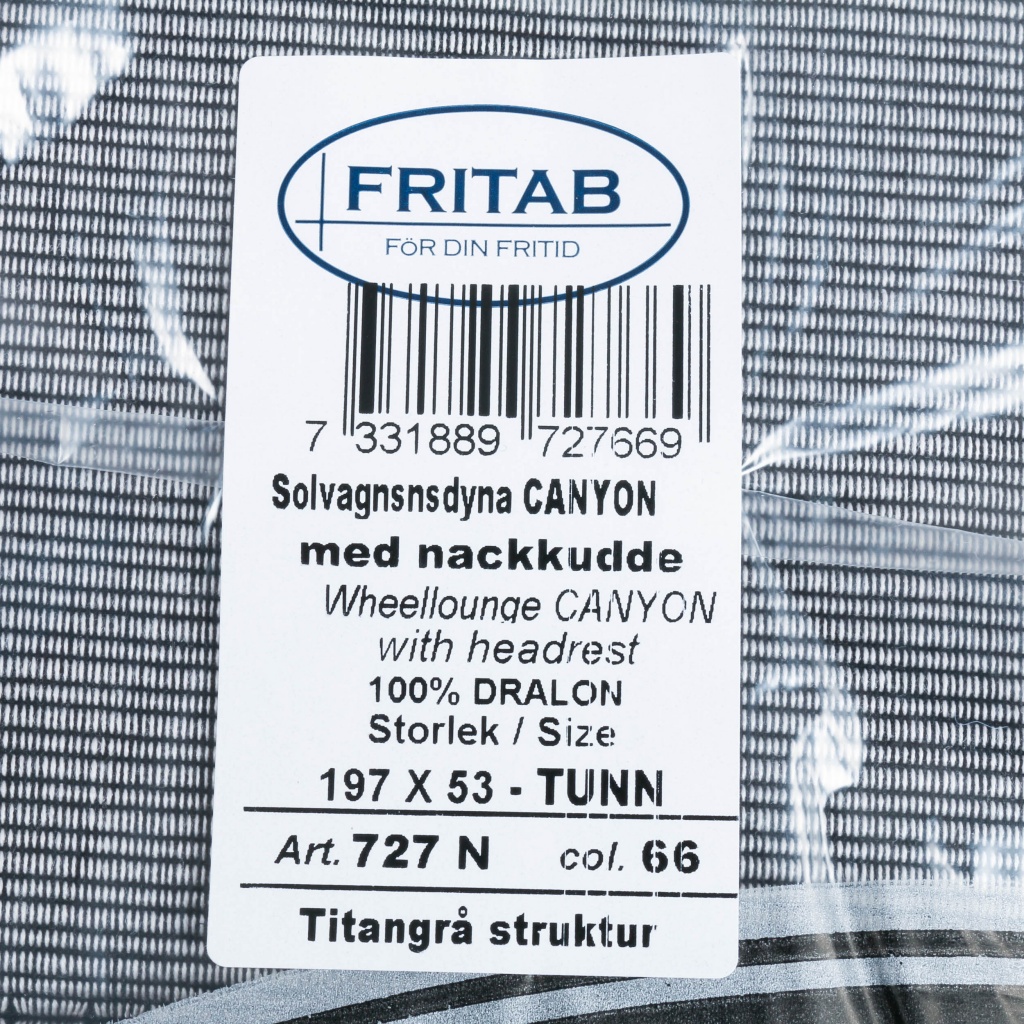 FRITAB
FÖR DIN FRITID
7 331889 727669
Solvagnsnsdyna CANYON
med nackkudde
Wheellounge CANYON
with headrest
100% DRALON
Storlek / Size
197 X 53 - TUNN
Art. 727 N col. 66
Titangrå struktur